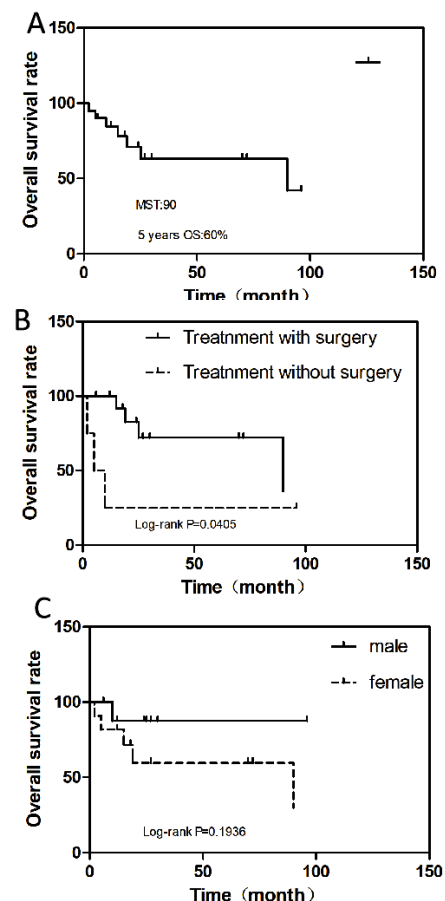 A
150
100
50
0
Overall survival rate
MST:90
5 years OS:60%
0 50 100 150
Time（month）
B
150
100
50
0
Overall survival rate
Treatnment with surgery
Treatnment without surgery
Log-rank P=0.0405
0 50 100 150
Time（month）
C
150
100
50
0
Overall survival rate
male
female
Log-rank P=0.1936
0 50 100 150
Time（month）